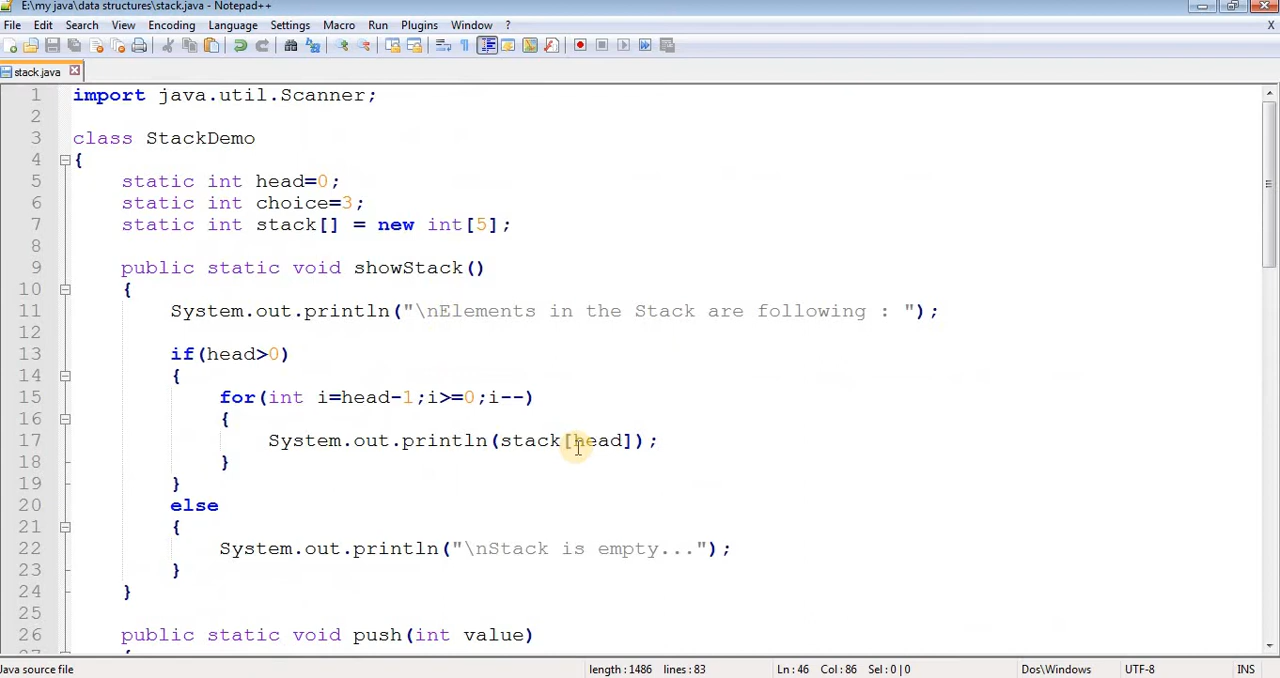 E:\my java\data structures\stack.java - Notepad++
File Edit Search View Encoding Language Settings Macro Run Plugins Window ? X
stack.java
1 import java.util.Scanner;
2
3 class StackDemo
4 {
5 static int head=0;
6 static int choice=3;
7 static int stack[] = new int[5];
8
9 public static void showStack()
10 {
11 System.out.println("\nElements in the Stack are following : ");
12
13 if(head>0)
14 {
15 for(int i=head-1;i>=0;i--)
16 {
17 System.out.println(stack[head]);
18 }
19 }
20 else
21 {
22 System.out.println("\nStack is empty...");
23 }
24 }
25
26 public static void push(int value)
27 {
Java source file length : 1486 lines : 83 Ln : 46 Col : 86 Sel : 0 | 0 Dos\Windows UTF-8 INS